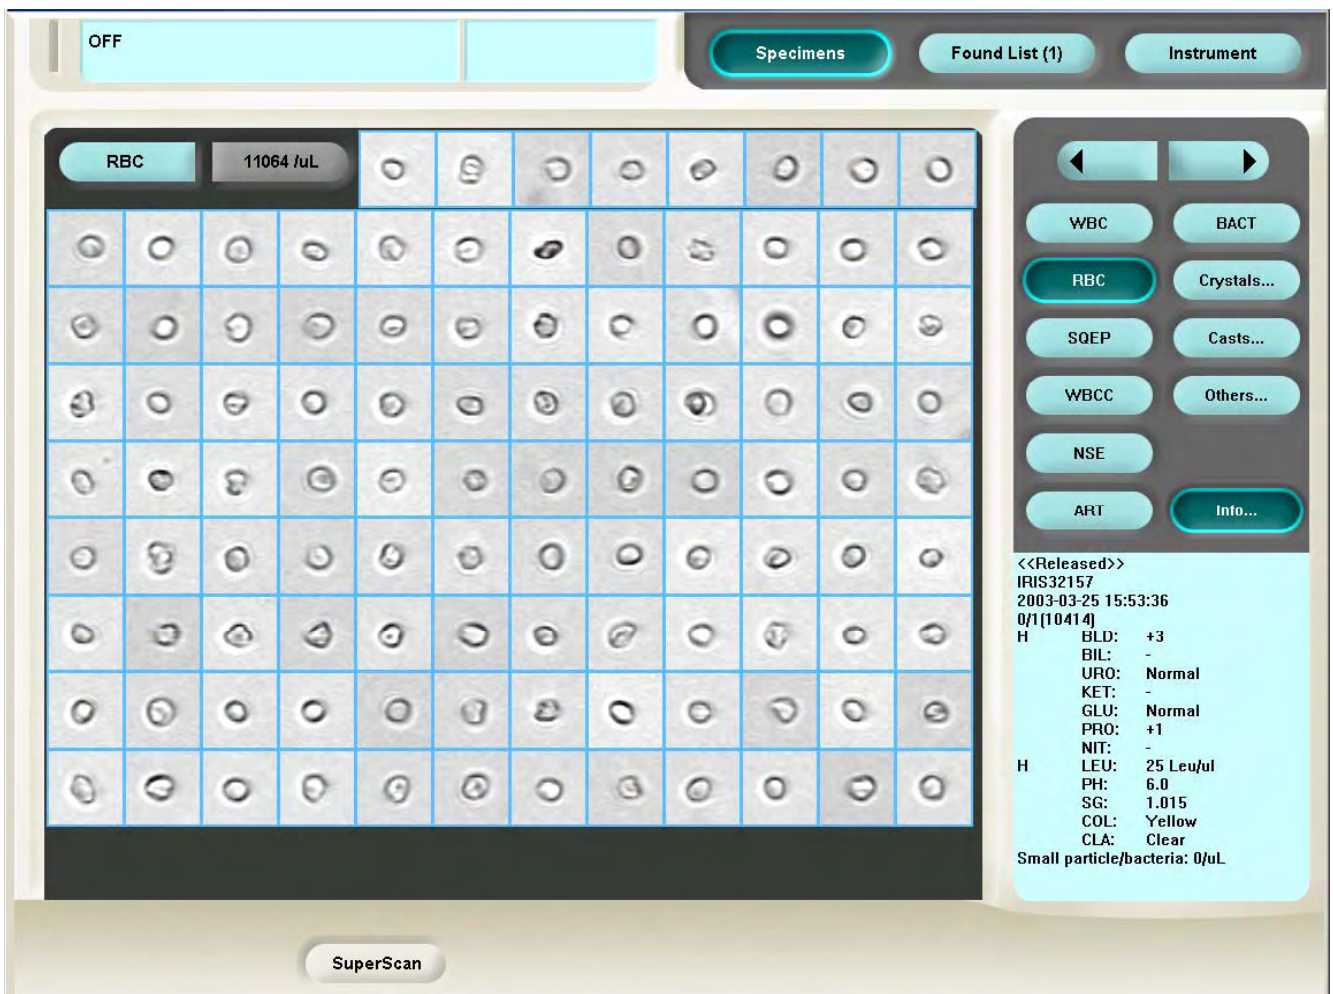 OFF
Specimens
Found List (1)
Instrument
RBC
11064 /uL
WBC
BACT
RBC
Crystals...
SQEP
Casts...
WBCC
Others...
NSE
ART
Info...
<<Released>>
IRIS32157
2003-03-25 15:53:36
0/1(10414)
H BLD: +3
BIL: -
URO: Normal
KET: -
GLU: Normal
PRO: +1
NIT: -
H LEU: 25 Leu/ul
PH: 6.0
SG: 1.015
COL: Yellow
CLA: Clear
Small particle/bacteria: 0/uL
SuperScan